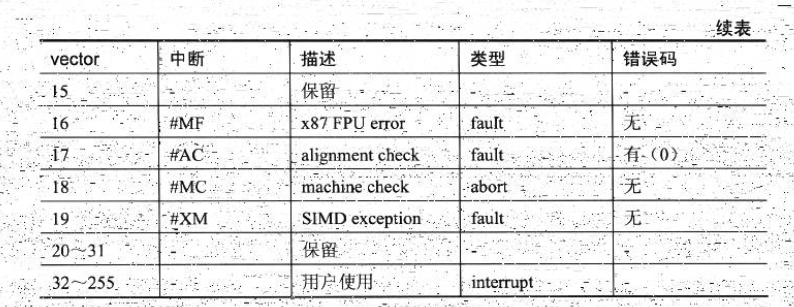 续表
vector 中断 描述 类型 错误码
15 - 保留 - -
16 #MF x87 FPU error fault 无
17 #AC alignment check fault 有（0）
18 #MC machine check abort 无
19 #XM SIMD exception fault 无
20～31 - 保留 - -
32～255 - 用户使用 interrupt